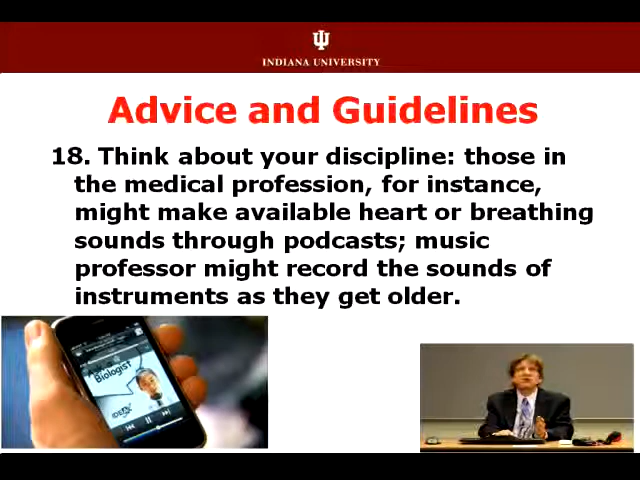 INDIANA UNIVERSITY
Advice and Guidelines
18. Think about your discipline: those in
the medical profession, for instance,
might make available heart or breathing
sounds through podcasts; music
professor might record the sounds of
instruments as they get older.
Biologist